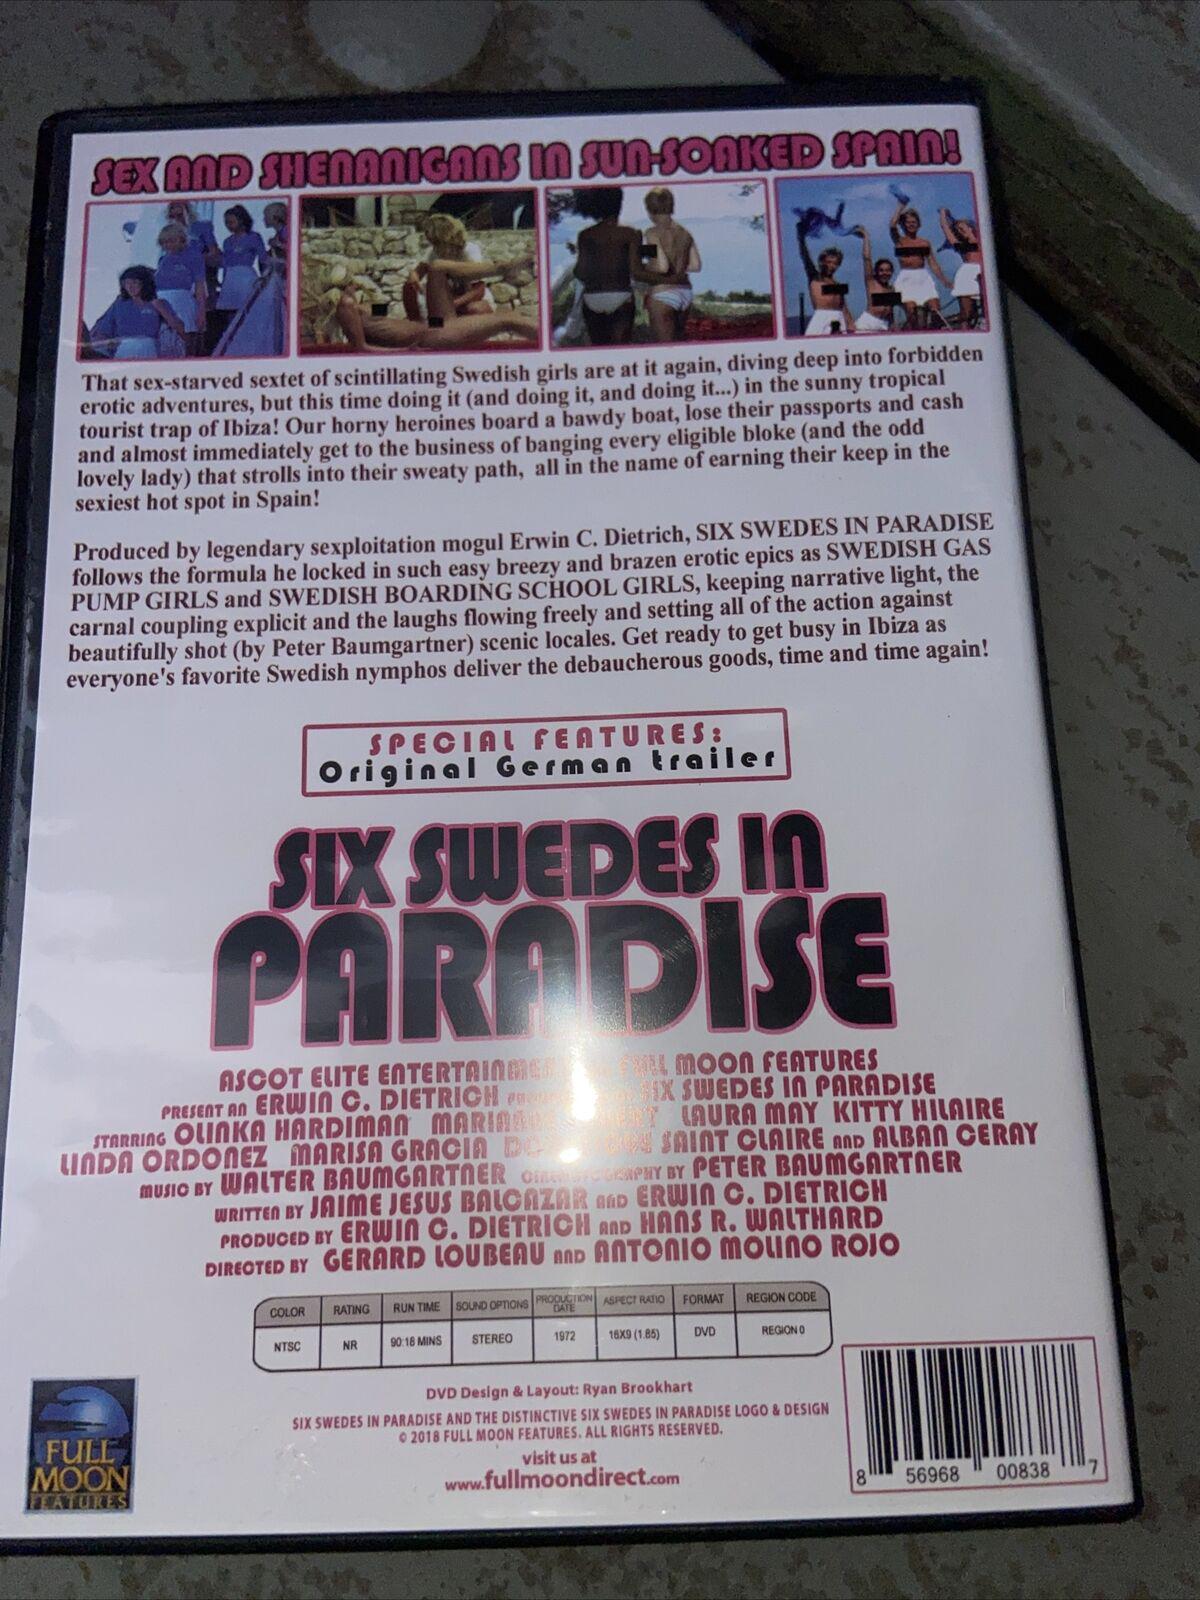 SEX AND SHENANIGANS IN SUN-SOAKED SPAIN!
That sex-starved sextet of scintillating Swedish girls are at it again, diving deep into forbidden
erotic adventures, but this time doing it (and doing it, and doing it...) in the sunny tropical
tourist trap of Ibiza! Our horny heroines board a bawdy boat, lose their passports and cash
and almost immediately get to the business of banging every eligible bloke (and the odd
lovely lady) that strolls into their sweaty path, all in the name of earning their keep in the
sexiest hot spot in Spain!
Produced by legendary sexploitation mogul Erwin C. Dietrich, SIX SWEDES IN PARADISE
follows the formula he locked in such easy breezy and brazen erotic epics as SWEDISH GAS
PUMP GIRLS and SWEDISH BOARDING SCHOOL GIRLS, keeping narrative light, the
carnal coupling explicit and the laughs flowing freely and setting all of the action against
beautifully shot (by Peter Baumgartner) scenic locales. Get ready to get busy in Ibiza as
everyone's favorite Swedish nymphos deliver the debaucherous goods, time and time again!
SPECIAL FEATURES:
Original German trailer
SIX SWEDES IN
PARADISE
ASCOT ELITE ENTERTAINMENT FULL MOON FEATURES
PRESENT AN ERWIN C. DIETRICH SIX SWEDES IN PARADISE
STARRING OLINKA HARDIMAN LAURA MAY KITTY HILAIRE
LINDA ORDONEZ MARISA GRACIA SAINT CLAIRE AND ALBAN CERAY
MUSIC BY WALTER BAUMGARTNER CINEMATOGRAPHY BY PETER BAUMGARTNER
WRITTEN BY JAIME JESUS BALCAZAR AND ERWIN C. DIETRICH
PRODUCED BY ERWIN C. DIETRICH AND HANS R. WALTHARD
DIRECTED BY GERARD LOUBEAU AND ANTONIO MOLINO ROJO
COLOR RATING RUN TIME SOUND OPTIONS PRODUCTION DATE ASPECT RATIO FORMAT REGION CODE
NTSC NR 90:16 MINS STEREO 1972 16X9 (1.85) DVD REGION 0
DVD Design & Layout: Ryan Brookhart
SIX SWEDES IN PARADISE AND THE DISTINCTIVE SIX SWEDES IN PARADISE LOGO & DESIGN
© 2018 FULL MOON FEATURES. ALL RIGHTS RESERVED.
visit us at
www.fullmoondirect.com
FULL
MOON
FEATURES
8 56968 00838 7